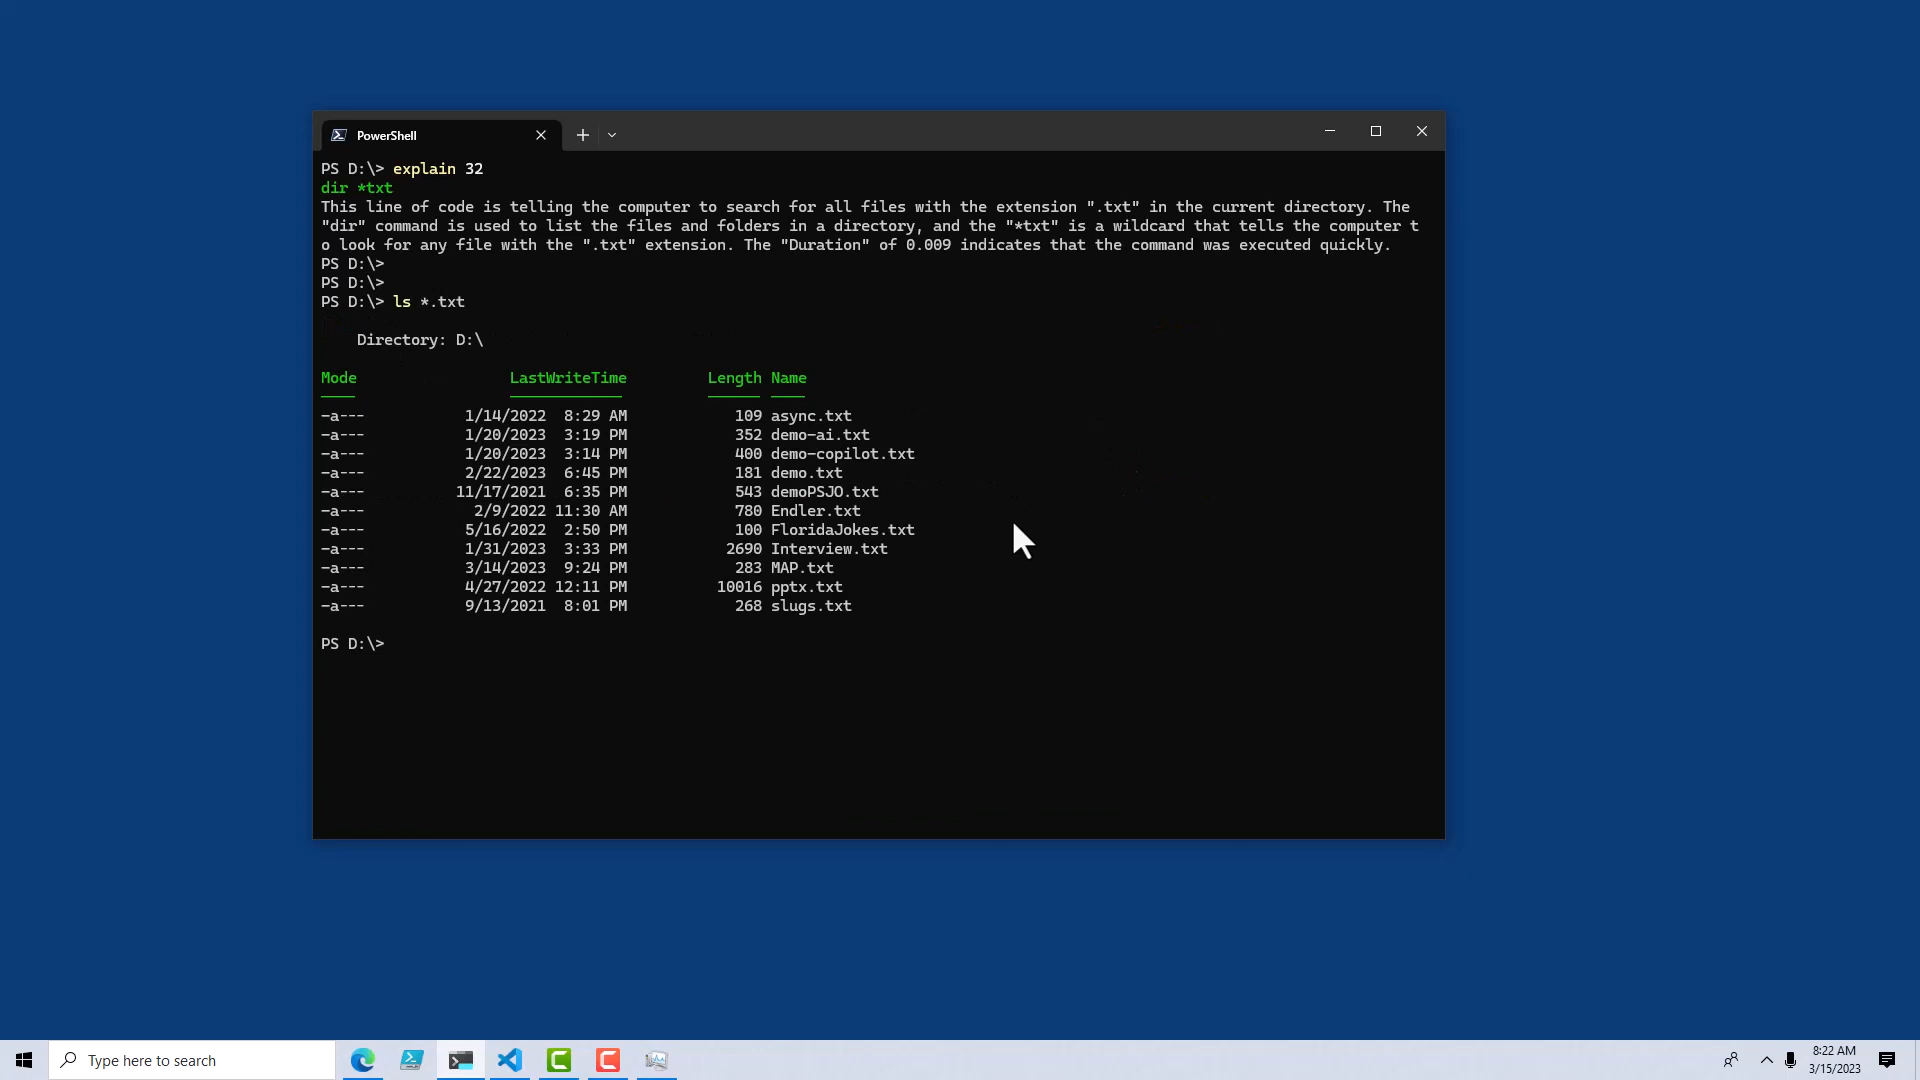 PowerShell
PS D:\> explain 32
dir *txt
This line of code is telling the computer to search for all files with the extension ".txt" in the current directory. The
"dir" command is used to list the files and folders in a directory, and the "*txt" is a wildcard that tells the computer t
o look for any file with the ".txt" extension. The "Duration" of 0.009 indicates that the command was executed quickly.
PS D:\>
PS D:\>
PS D:\> ls *.txt
Directory: D:\
Mode LastWriteTime Length Name
-a--- 1/14/2022 8:29 AM 109 async.txt
-a--- 1/20/2023 3:19 PM 352 demo-ai.txt
-a--- 1/20/2023 3:14 PM 400 demo-copilot.txt
-a--- 2/22/2023 6:45 PM 181 demo.txt
-a--- 11/17/2021 6:35 PM 543 demoPSJO.txt
-a--- 2/9/2022 11:30 AM 780 Endler.txt
-a--- 5/16/2022 2:50 PM 100 FloridaJokes.txt
-a--- 1/31/2023 3:33 PM 2690 Interview.txt
-a--- 3/14/2023 9:24 PM 283 MAP.txt
-a--- 4/27/2022 12:11 PM 10016 pptx.txt
-a--- 9/13/2021 8:01 PM 268 slugs.txt
PS D:\>
Type here to search
8:22 AM
3/15/2023